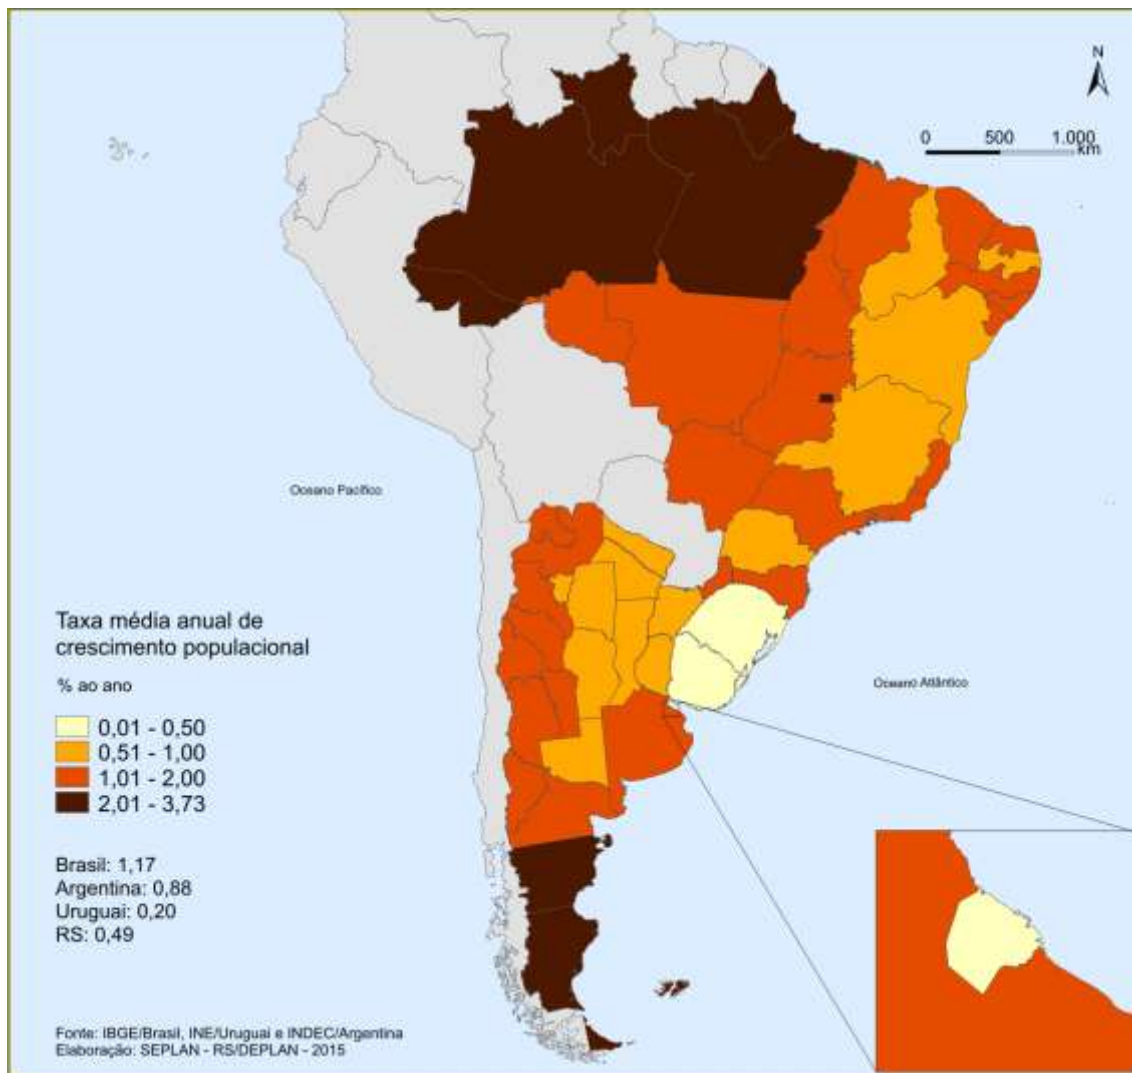 N
0 500 1.000
km
Oceano Pacífico
Oceano Atlântico
Taxa média anual de
crescimento populacional
% ao ano
0,01 - 0.50
0,51 - 1,00
1,01 - 2,00
2,01 - 3,73
Brasil: 1,17
Argentina: 0,88
Uruguai: 0,20
RS: 0,49
Fonte: IBGE/Brasil, INE/Uruguai e INDEC/Argentina
Elaboração: SEPLAN - RS/DEPLAN - 2015